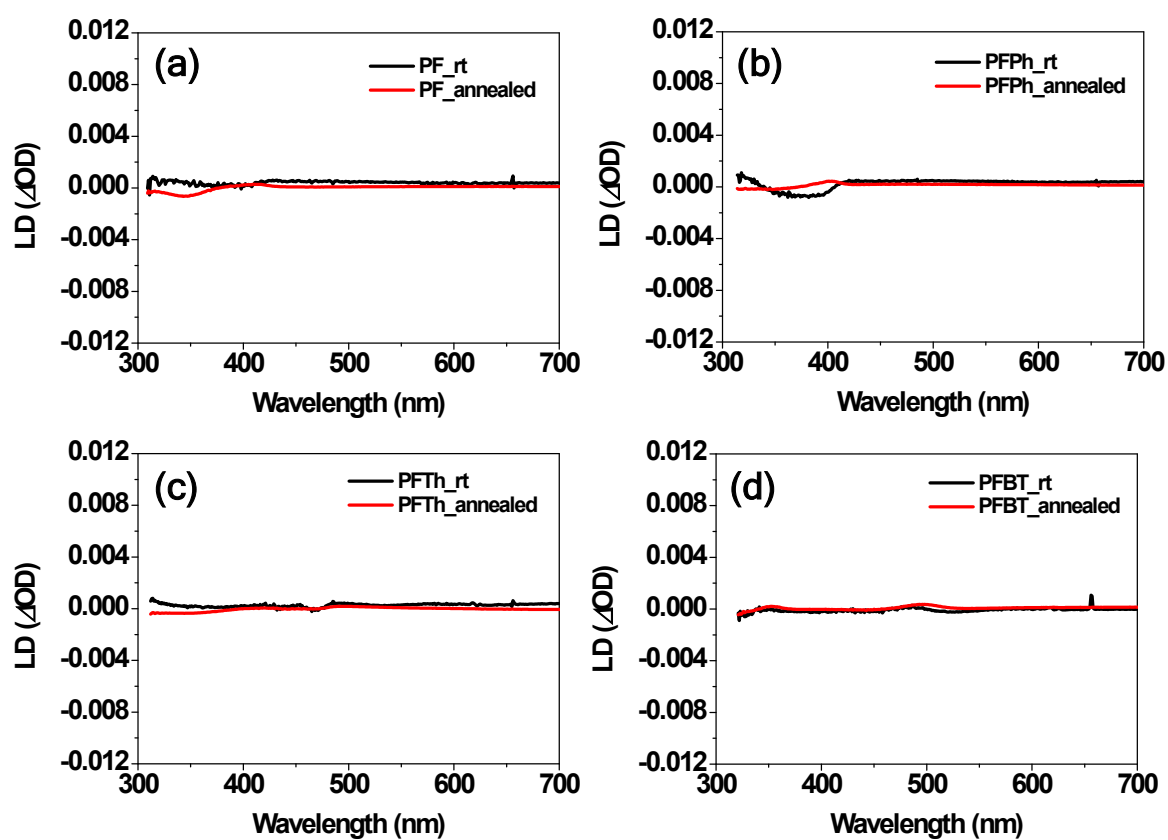 (a)
PF_rt
PF_annealed
0.012
0.008
0.004
0.000
-0.004
-0.008
-0.012
LD (ΔOD)
300 400 500 600 700
Wavelength (nm)
(b)
PFPh_rt
PFPh_annealed
0.012
0.008
0.004
0.000
-0.004
-0.008
-0.012
LD (ΔOD)
300 400 500 600 700
Wavelength (nm)
(c)
PFTh_rt
PFTh_annealed
0.012
0.008
0.004
0.000
-0.004
-0.008
-0.012
LD (ΔOD)
300 400 500 600 700
Wavelength (nm)
(d)
PFBT_rt
PFBT_annealed
0.012
0.008
0.004
0.000
-0.004
-0.008
-0.012
LD (ΔOD)
300 400 500 600 700
Wavelength (nm)